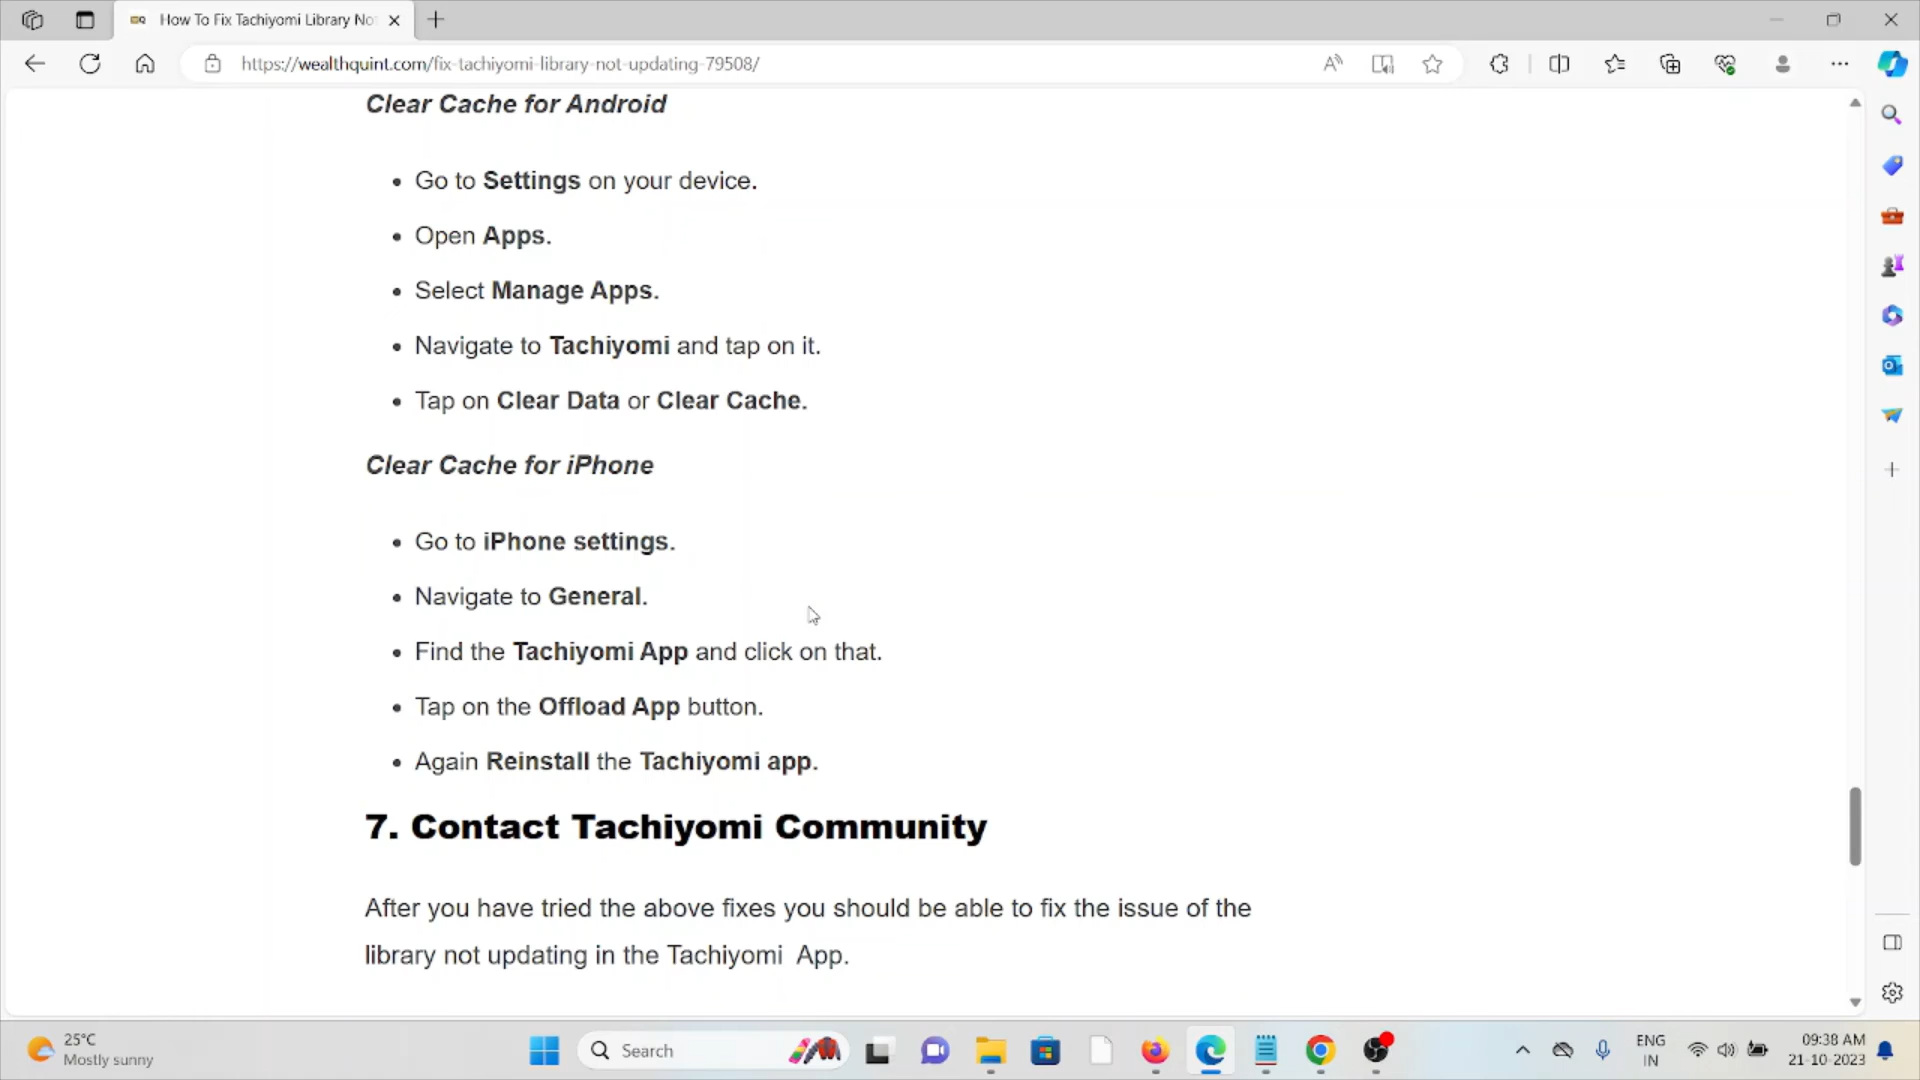 How To Fix Tachiyomi Library No
https://wealthquint.com/fix-tachiyomi-library-not-updating-79508/
Clear Cache for Android
• Go to Settings on your device.
• Open Apps.
• Select Manage Apps.
• Navigate to Tachiyomi and tap on it.
• Tap on Clear Data or Clear Cache.
Clear Cache for iPhone
• Go to iPhone settings.
• Navigate to General.
• Find the Tachiyomi App and click on that.
• Tap on the Offload App button.
• Again Reinstall the Tachiyomi app.
7. Contact Tachiyomi Community
After you have tried the above fixes you should be able to fix the issue of the
library not updating in the Tachiyomi App.
25°C
Mostly sunny
Search
ENG
IN
09:38 AM
21-10-2023